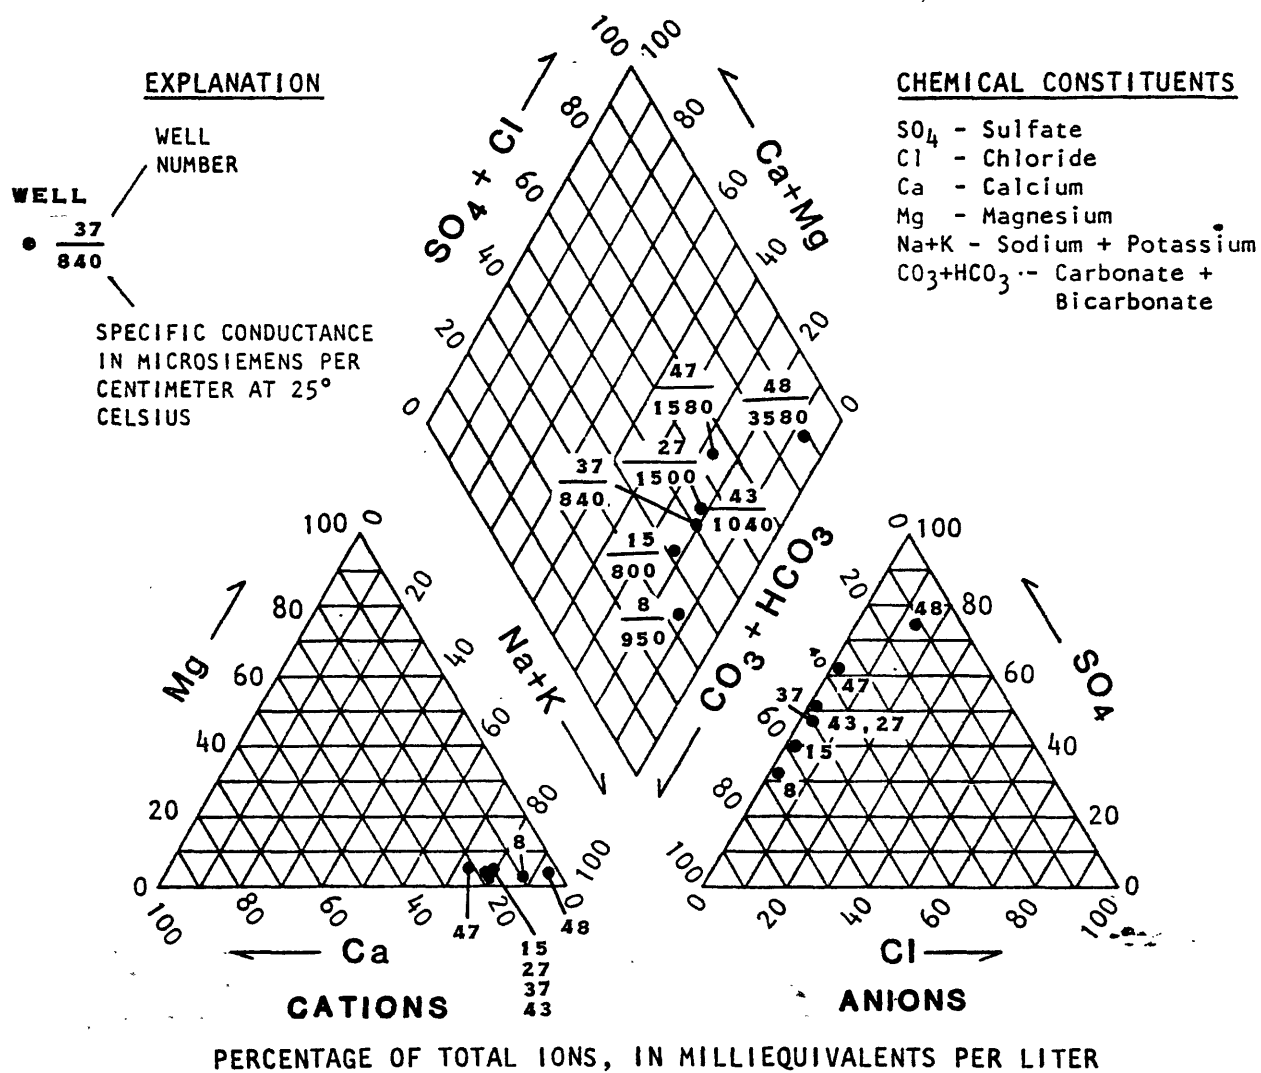 EXPLANATION
WELL
NUMBER
WELL
37
840
SPECIFIC CONDUCTANCE
IN MICROSIEMENS PER
CENTIMETER AT 25°
CELSIUS
CHEMICAL CONSTITUENTS
SO4 - Sulfate
Cl - Chloride
Ca - Calcium
Mg - Magnesium
Na+K - Sodium + Potassium
CO3+HCO3 - Carbonate +
Bicarbonate
100 100
80 80
60 60
40 40
20 20
0 0
SO4 + Cl
Ca+Mg
47
1580
48
3580
27
1500
37
840
43
1040
15
800
8
950
Na+K
CO3 + HCO3
100 0
80 20
60 40
40 60
20 80
0 100
Mg
8
100 80 60 40 20 0
47
15
27
37
43
48
Ca
CATIONS
0 100
20 80
40 60
60 40
80 20
100 0
SO4
48
47
37
43,27
15
8
0 20 40 60 80 100
Cl
ANIONS
PERCENTAGE OF TOTAL IONS, IN MILLIEQUIVALENTS PER LITER